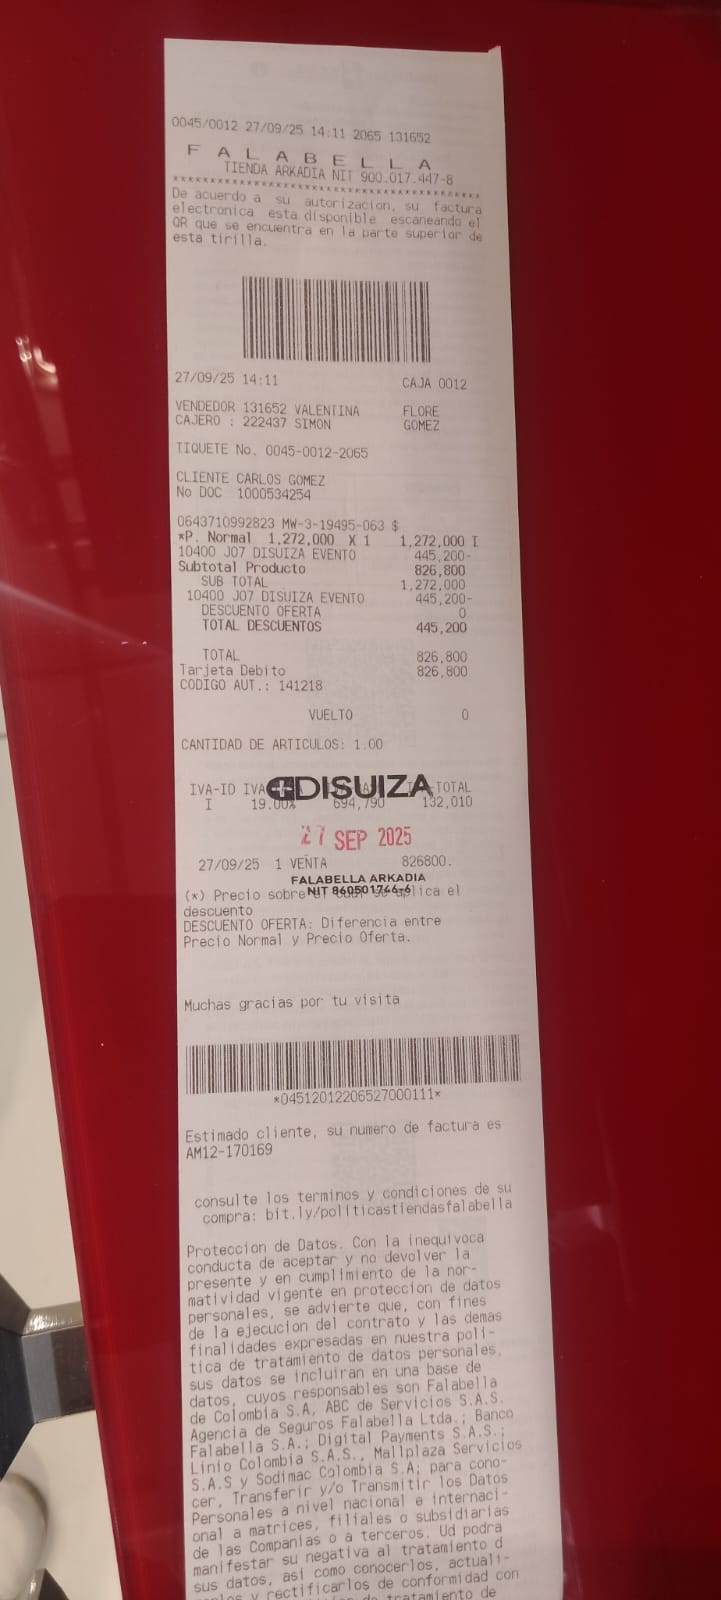 0045/0012 27/09/25 14:11 2065 131652
FALABELLA
TIENDA ARKADIA NIT 900.017.447-8
****************************************
De acuerdo a su autorizacion, su factura
electronica esta disponible escaneando el
QR que se encuentra en la parte superior de
esta tirilla.
27/09/25 14:11 CAJA 0012
VENDEDOR 131652 VALENTINA FLORE
CAJERO : 222437 SIMON GOMEZ
TIQUETE No. 0045-0012-2065
CLIENTE CARLOS GOMEZ
No DOC 1000534254
0643710992823 MW-3-19495-063 $
*P. Normal 1,272,000 X 1 1,272,000 I
10400 J07 DISUIZA EVENTO 445,200-
Subtotal Producto 826,800
SUB TOTAL 1,272,000
10400 J07 DISUIZA EVENTO 445,200-
DESCUENTO OFERTA 0
TOTAL DESCUENTOS 445,200
TOTAL 826,800
Tarjeta Debito 826,800
CODIGO AUT.: 141218
VUELTO 0
CANTIDAD DE ARTICULOS: 1.00
IVA-ID TOTAL
DISUIZA
I 19.00% 694,790 132,010
27 SEP 2025
27/09/25 1 VENTA 826800.
FALABELLA ARKADIA
NIT 860501746-6
(*) Precio sobre aplica el
descuento
DESCUENTO OFERTA: Diferencia entre
Precio Normal y Precio Oferta.
Muchas gracias por tu visita
*04512012206527000111*
Estimado cliente, su numero de factura es
AM12-170169
consulte los terminos y condiciones de su
compra: bit.ly/politicastiendasfalabella
Proteccion de Datos. Con la inequivoca
conducta de aceptar y no devolver la
presente y en cumplimiento de la nor-
matividad vigente en proteccion de datos
personales, se advierte que, con fines
de la ejecucion del contrato y las demas
finalidades expresadas en nuestra poli-
tica de tratamiento de datos personales,
sus datos se incluiran en una base de
datos, cuyos responsables son Falabella
de Colombia S.A, ABC de Servicios S.A.S.
Agencia de Seguros Falabella Ltda.; Banco
Falabella S.A.; Digital Payments S.A.S.;
Linio Colombia S.A.S., Mallplaza Servicios
S.A.S y Sodimac Colombia S.A; para cono-
cer, Transferir y/o Transmitir los Datos
Personales a nivel nacional e internaci-
onal a matrices, filiales o subsidiarias
de las Companias o a terceros. Ud podra
manifestar su negativa al tratamiento d
sus datos, asi como conocerlos, actuali-
y rectificarlos de conformidad con
tratamiento de